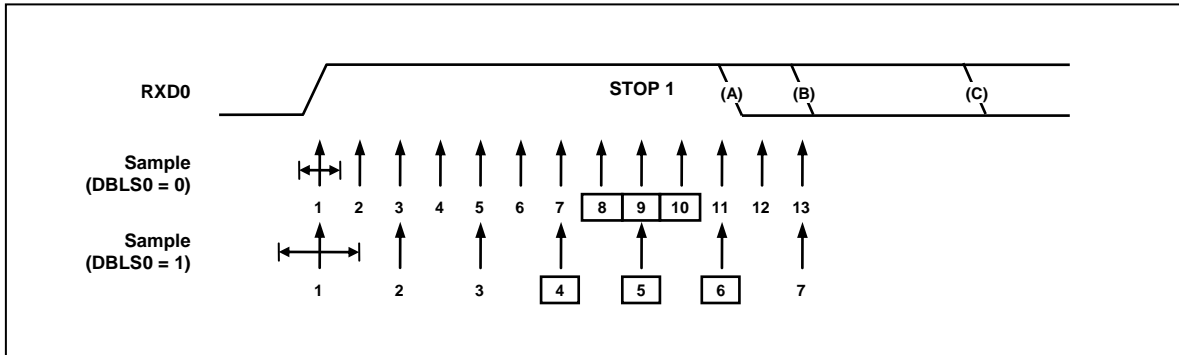 RXD0
STOP 1
(A)
(B)
(C)
Sample
(DBLS0 = 0)
1 2 3 4 5 6 7 8 9 10 11 12 13
Sample
(DBLS0 = 1)
1 2 3 4 5 6 7